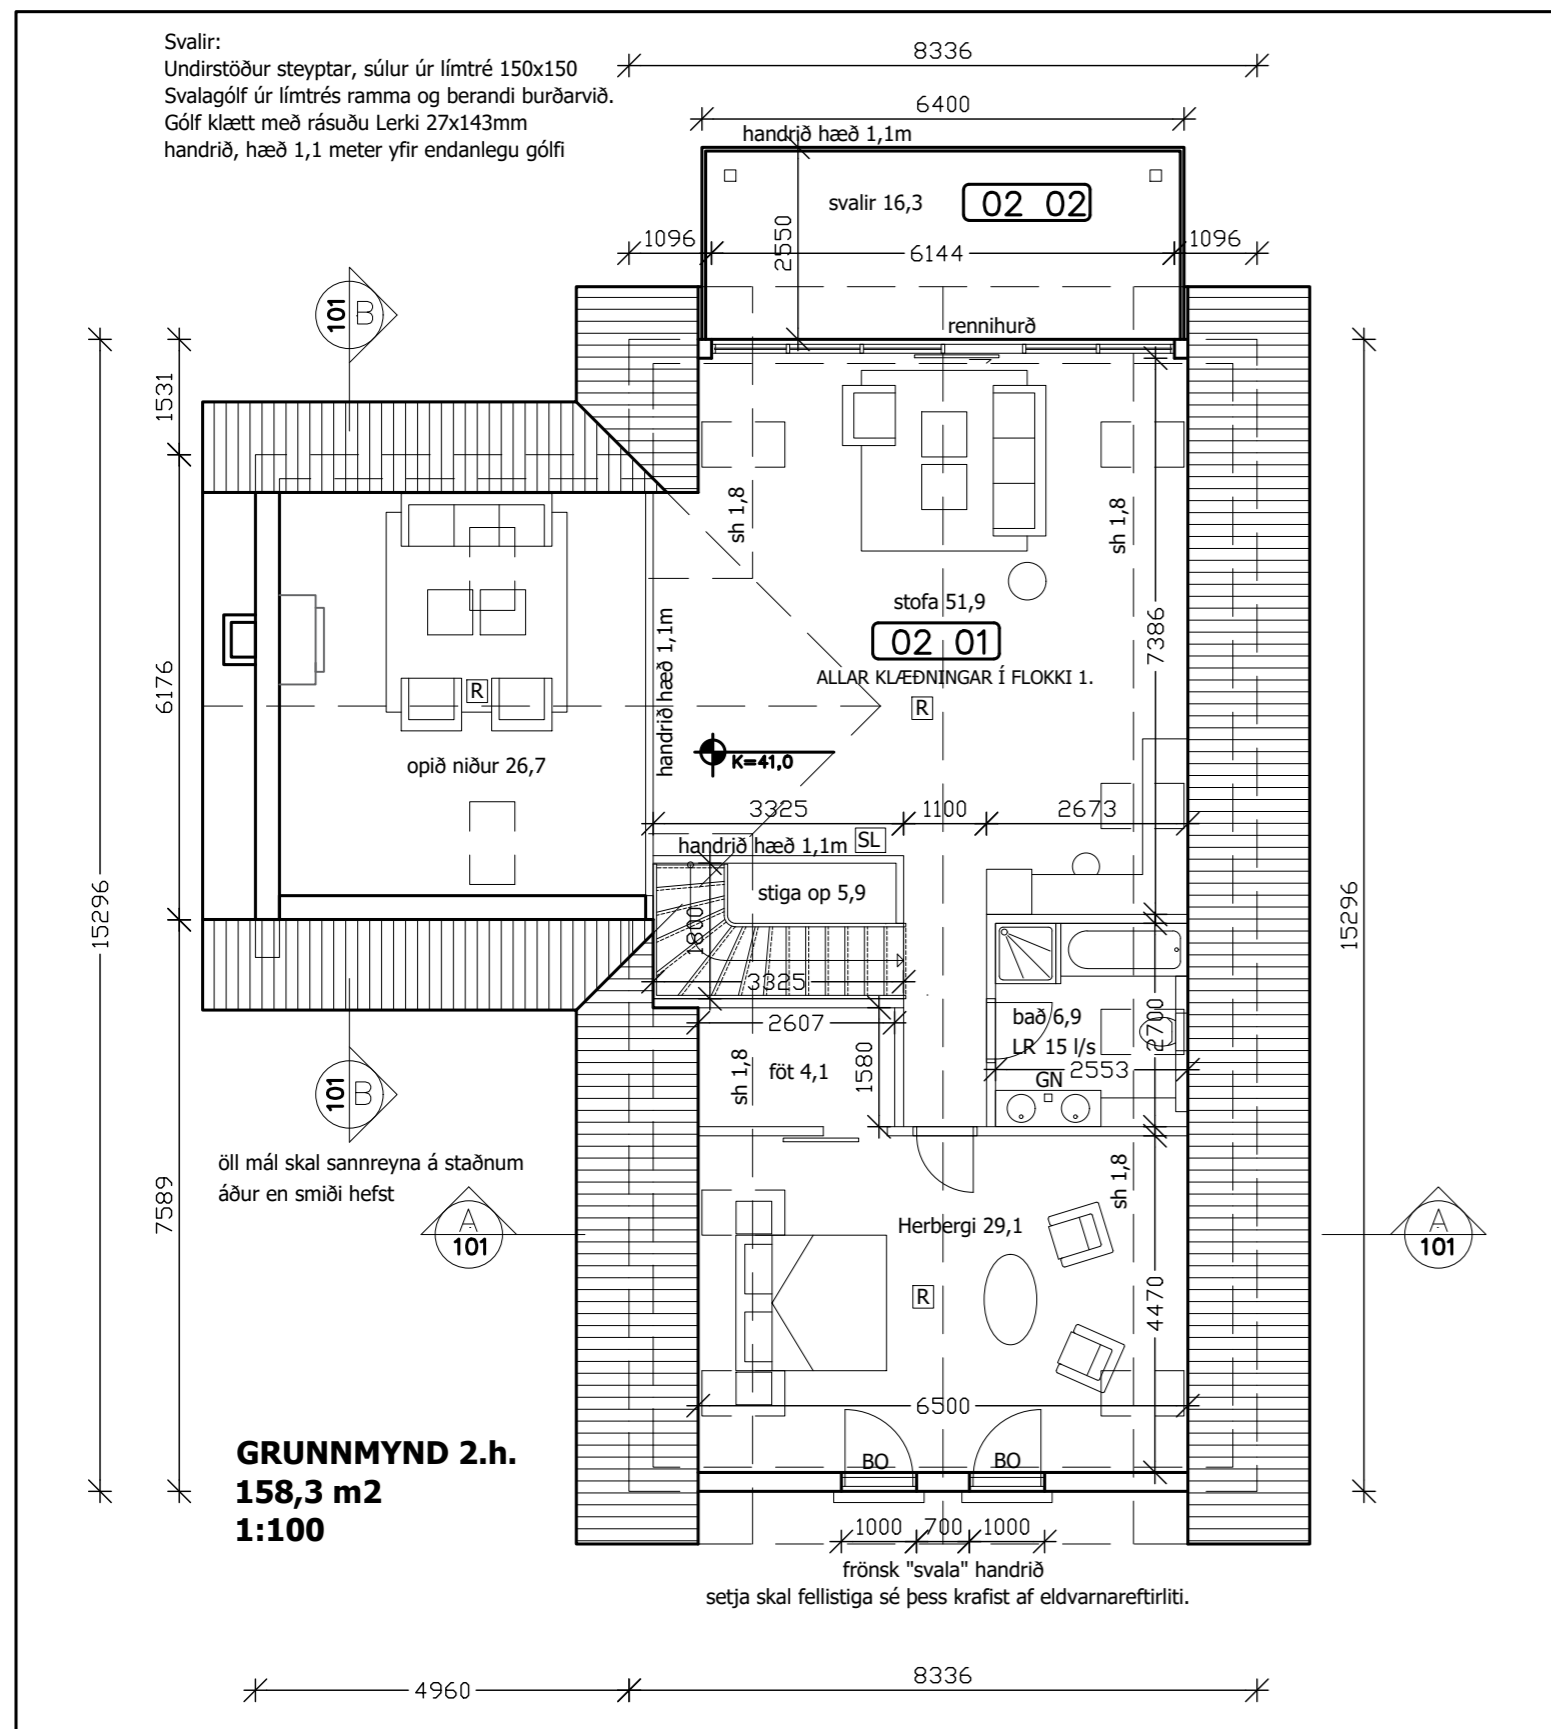 Svalir:
Undirstöður steyptar, súlur úr límtré 150x150
Svalagólf úr límtrés ramma og berandi burðarvið.
Gólf klætt með rásuðu Lerki 27x143mm
handrið, hæð 1,1 meter yfir endanlegu gólfi
8336
6400
handrið hæð 1,1m
svalir 16,3
02 02
2550
1096
6144
1096
101 B
rennihurð
1531
sh 1,8
sh 1,8
stofa 51,9
02 01
ALLAR KLÆÐNINGAR Í FLOKKI 1.
7386
handrið hæð 1,1m
6176
R
R
K=41,0
opið niður 26,7
3325
1100
2673
handrið hæð 1,1m
SL
stiga op 5,9
15296
15296
1800
3325
2607
bað 6,9
LR 15 l/s
2700
2553
GN
sh 1,8
föt 4,1
1580
101 B
öll mál skal sannreyna á staðnum
áður en smiði hefst
7589
A
101
sh 1,8
Herbergi 29,1
A
101
R
4470
6500
BO
BO
GRUNNMYND 2.h.
158,3 m2
1:100
1000
700
1000
frönsk "svala" handrið
setja skal fellistiga sé þess krafist af eldvarnareftirliti.
4960
8336